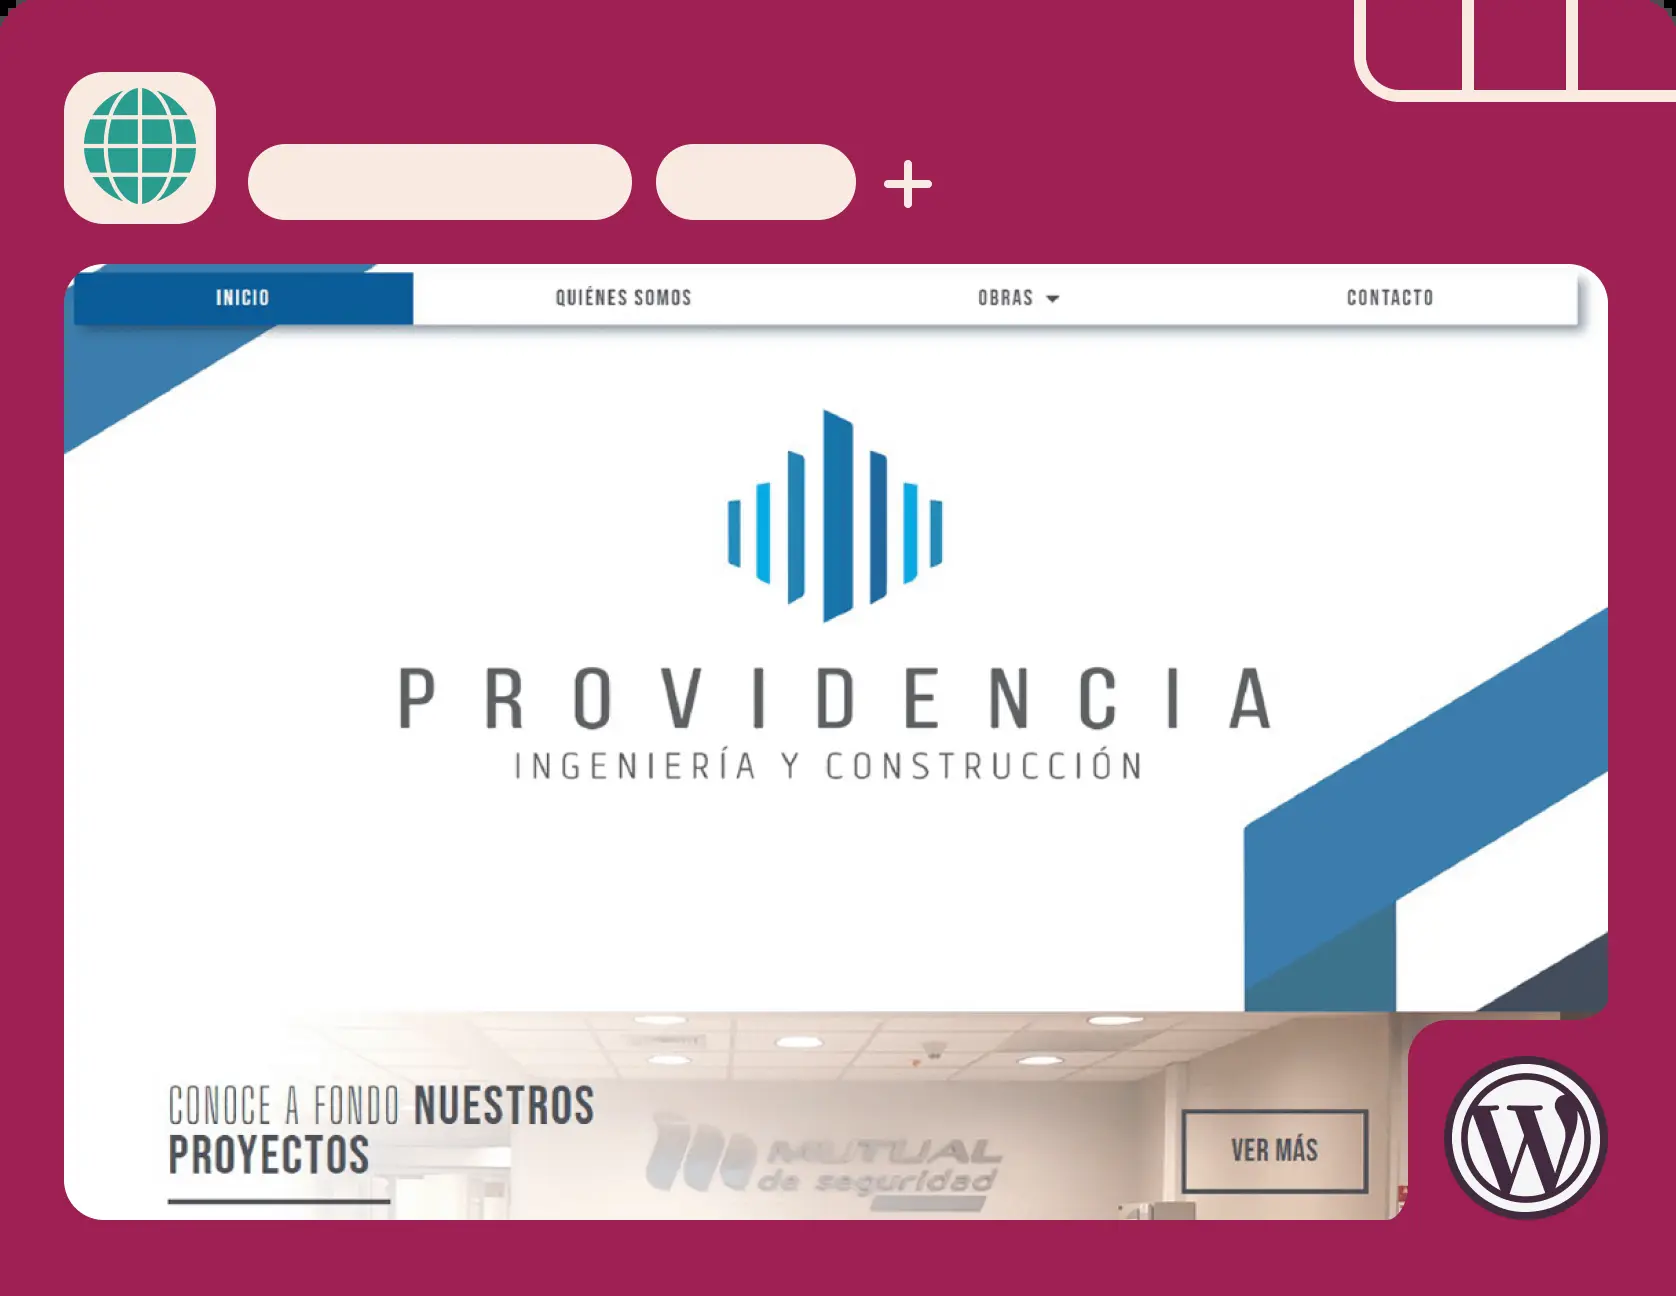 INICIO QUIÉNES SOMOS OBRAS CONTACTO
PROVIDENCIA
INGENIERÍA Y CONSTRUCCIÓN
CONOCE A FONDO NUESTROS
PROYECTOS
MUTUAL
de seguridad
VER MÁS